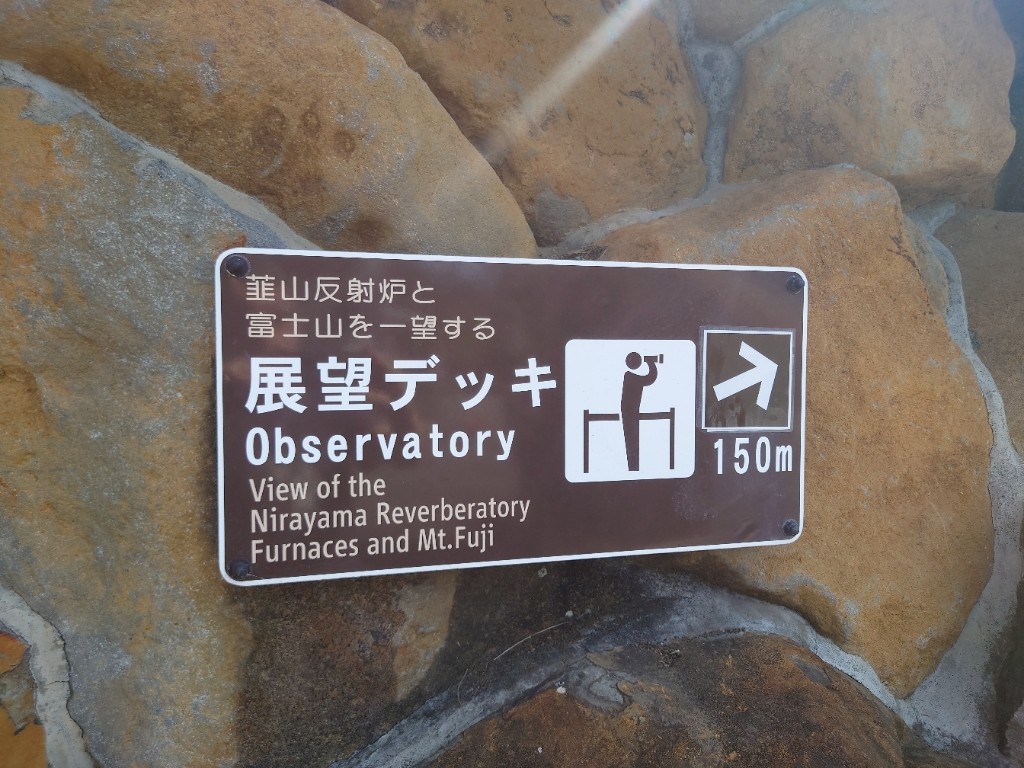 韮山反射炉と
富士山を一望する
展望デッキ
Observatory
View of the
Nirayama Reverberatory
Furnaces and Mt.Fuji
150m